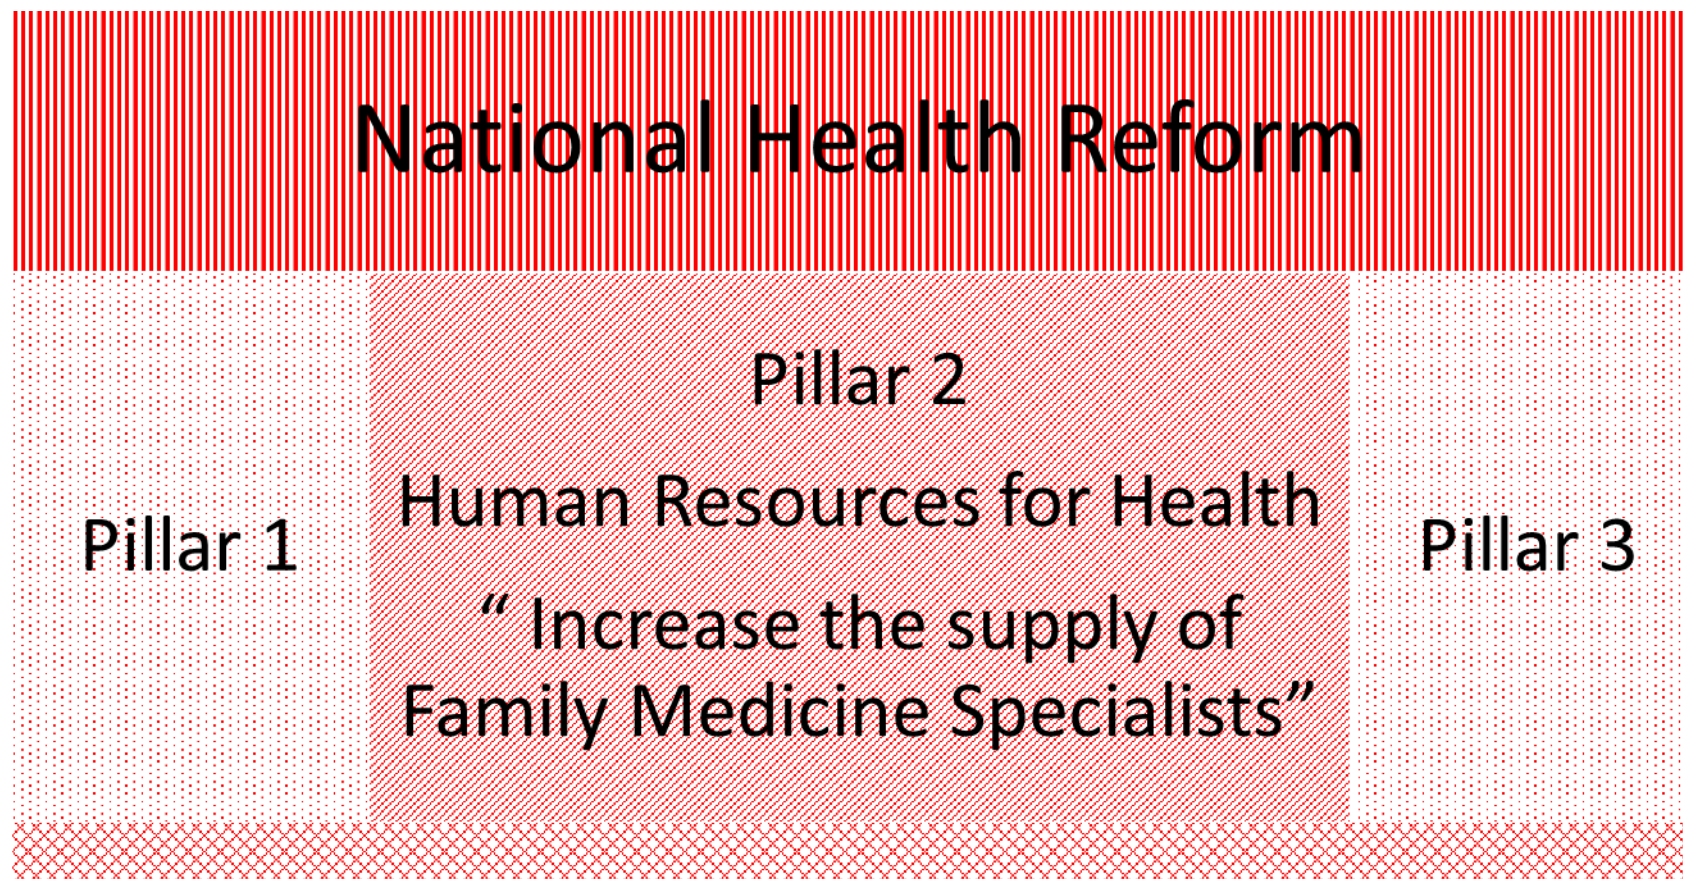 National Health Reform
Pillar 1
Pillar 2
Human Resources for Health
“ Increase the supply of
Family Medicine Specialists”
Pillar 3